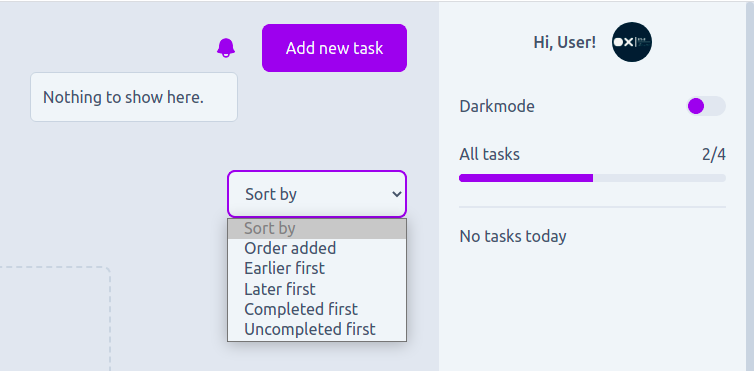 Add new task
Nothing to show here.
Sort by
Sort by
Order added
Earlier first
Later first
Completed first
Uncompleted first
Hi, User!
Darkmode
All tasks 2/4
No tasks today